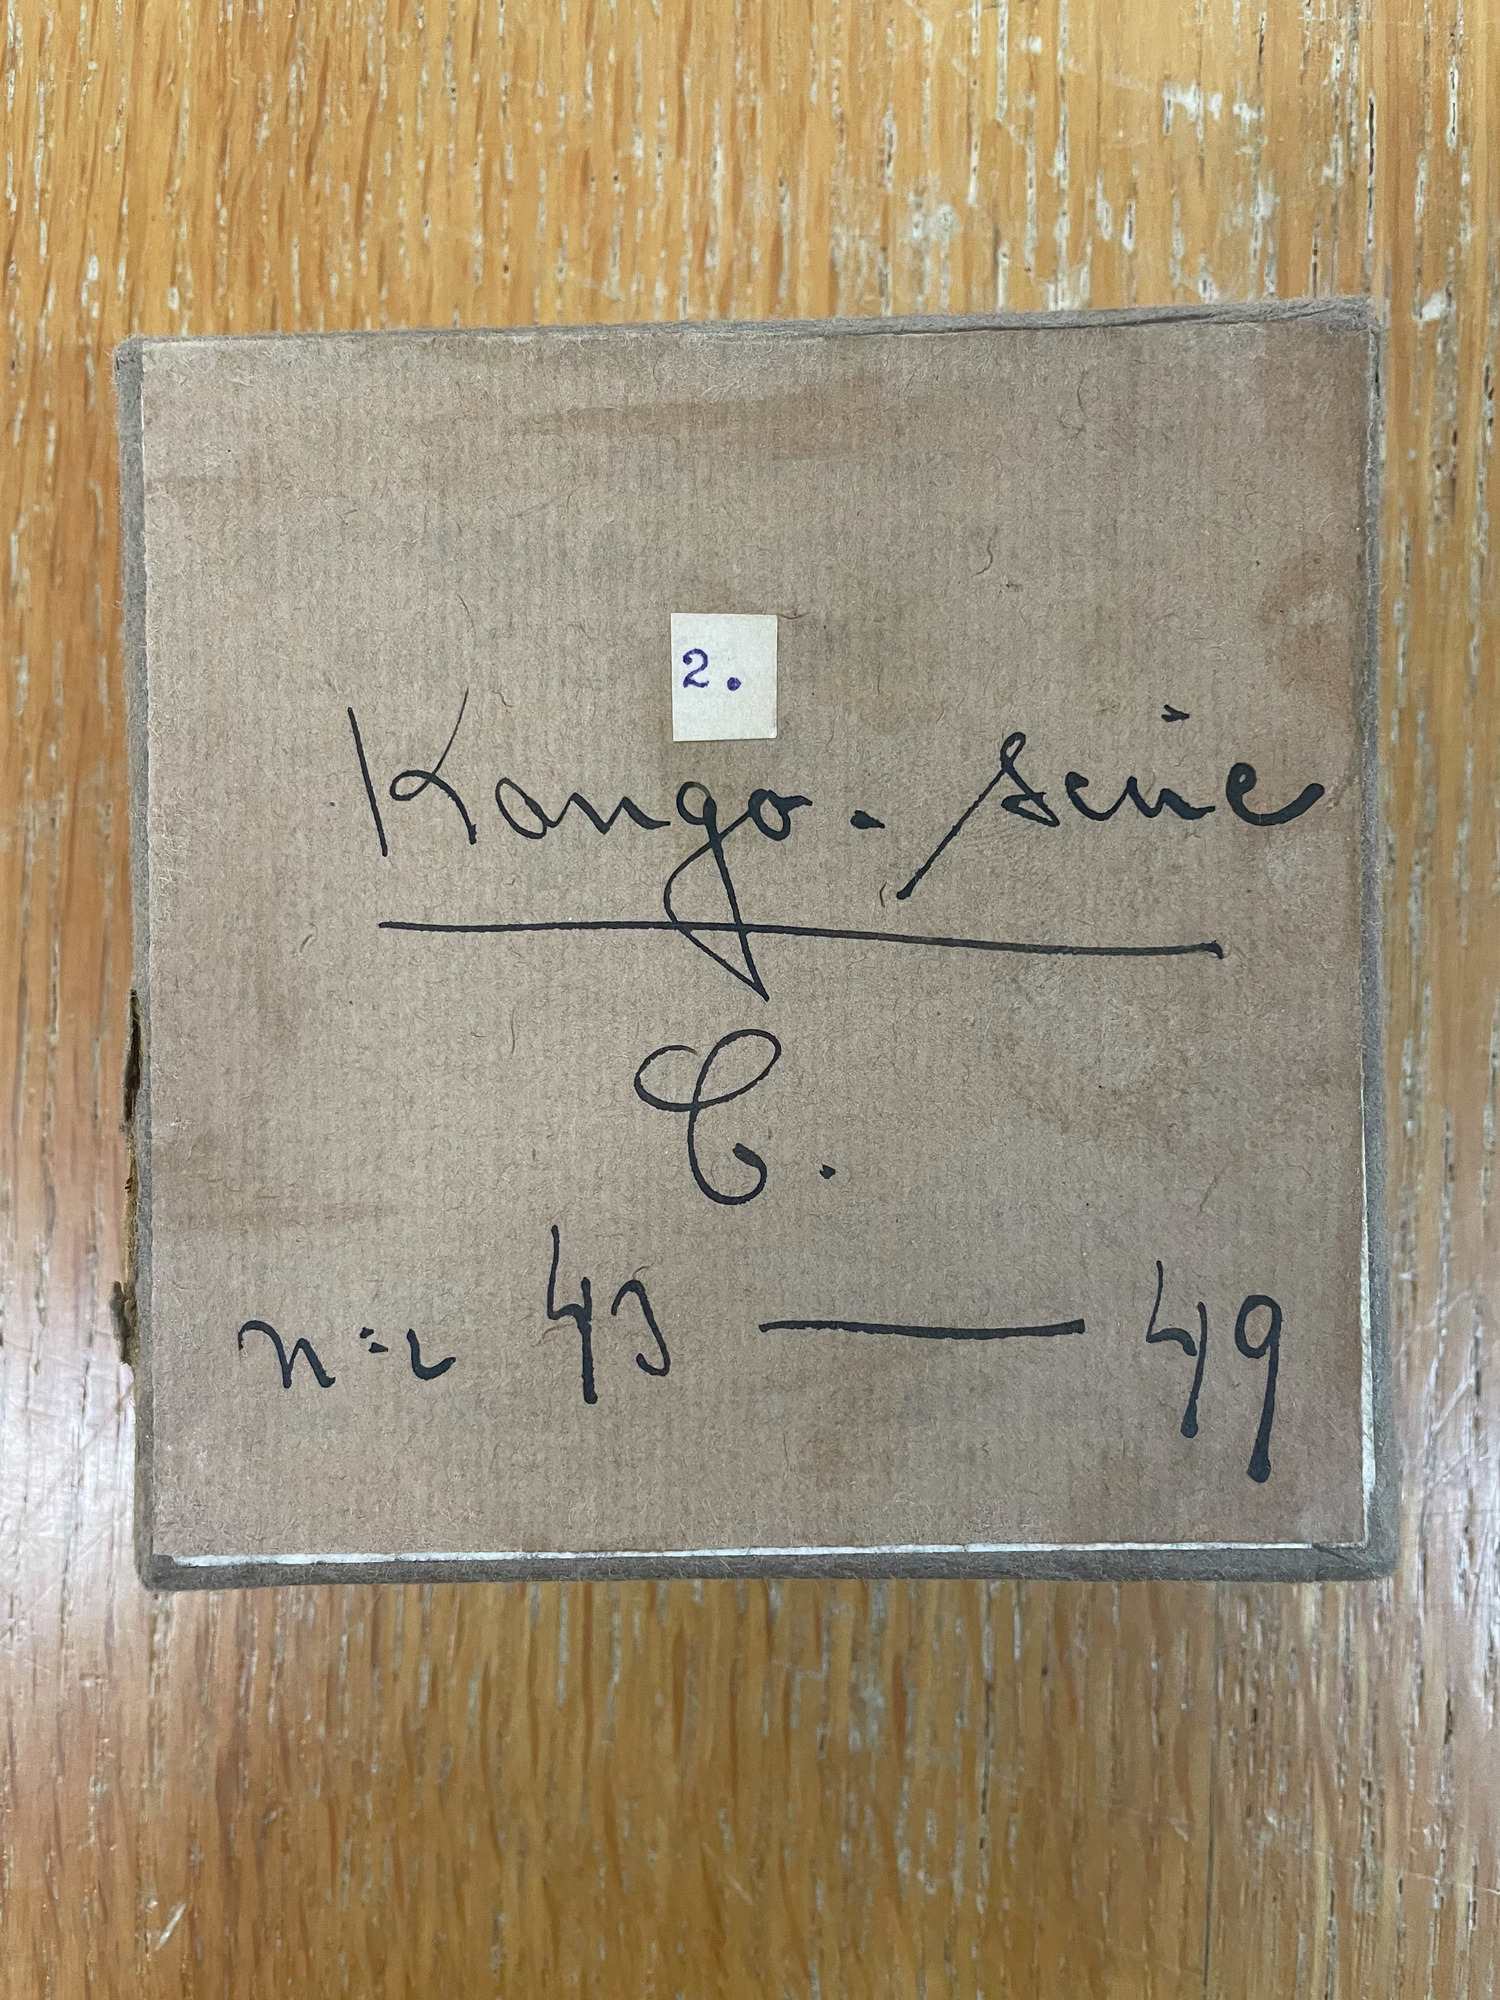 2.
Kongo-serie
C.
n:r 43 — 49